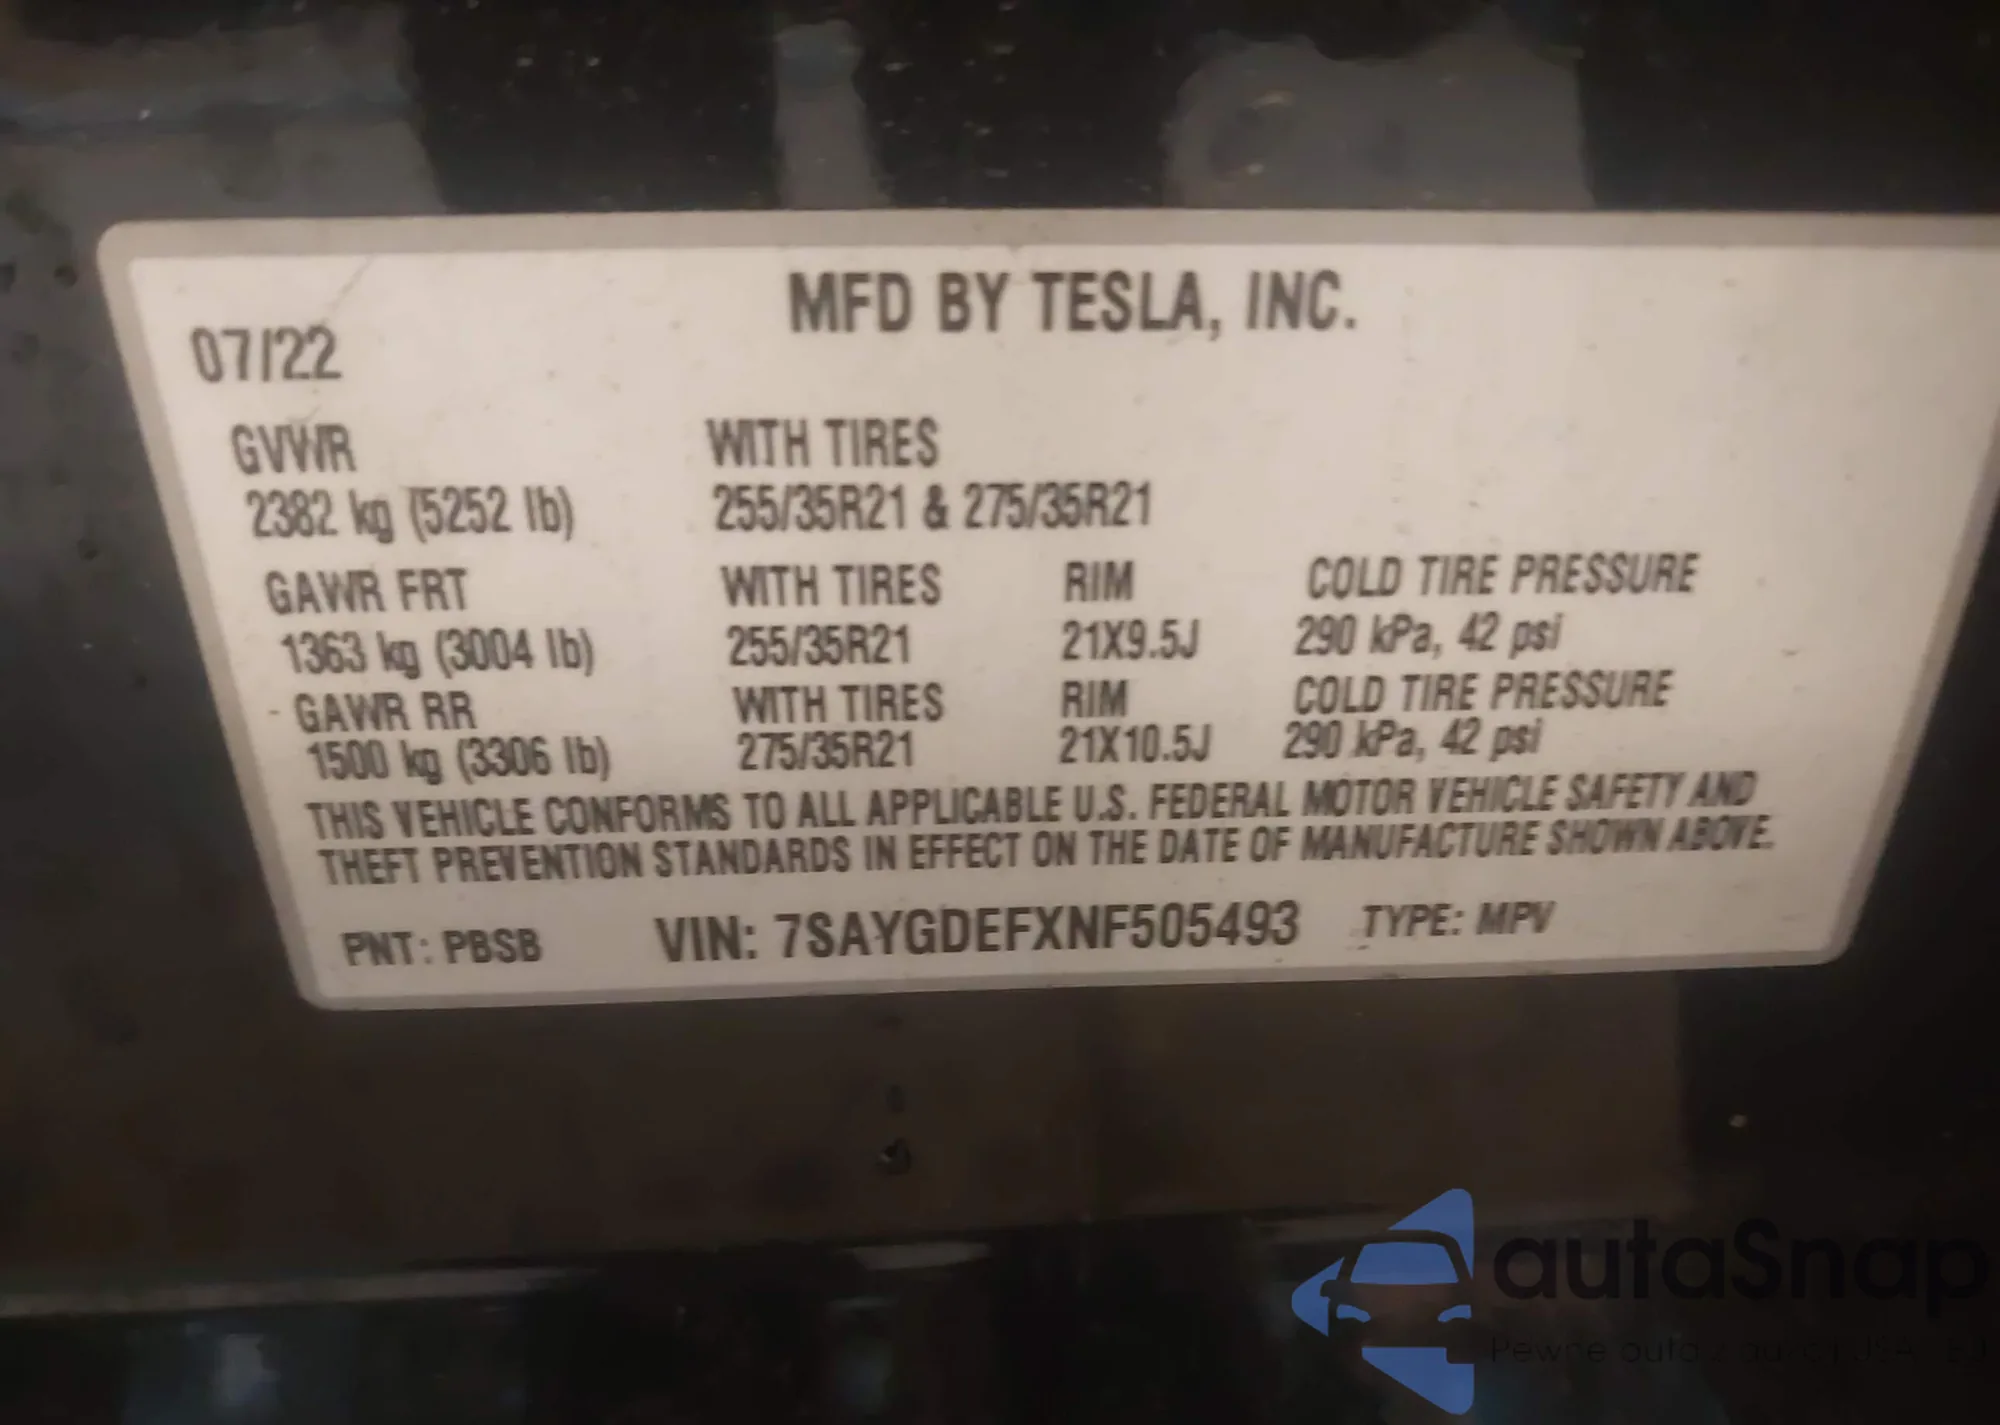 MFD BY TESLA, INC.
07/22
GVWR WITH TIRES
2382 kg (5252 lb) 255/35R21 & 275/35R21
GAWR FRT WITH TIRES RIM COLD TIRE PRESSURE
1363 kg (3004 lb) 255/35R21 21X9.5J 290 kPa, 42 psi
GAWR RR WITH TIRES RIM COLD TIRE PRESSURE
1500 kg (3306 lb) 275/35R21 21X10.5J 290 kPa, 42 psi
THIS VEHICLE CONFORMS TO ALL APPLICABLE U.S. FEDERAL MOTOR VEHICLE SAFETY AND
THEFT PREVENTION STANDARDS IN EFFECT ON THE DATE OF MANUFACTURE SHOWN ABOVE.
PNT: PBSB VIN: 7SAYGDEFXNF505493 TYPE: MPV
autaSnap
Pewne auto